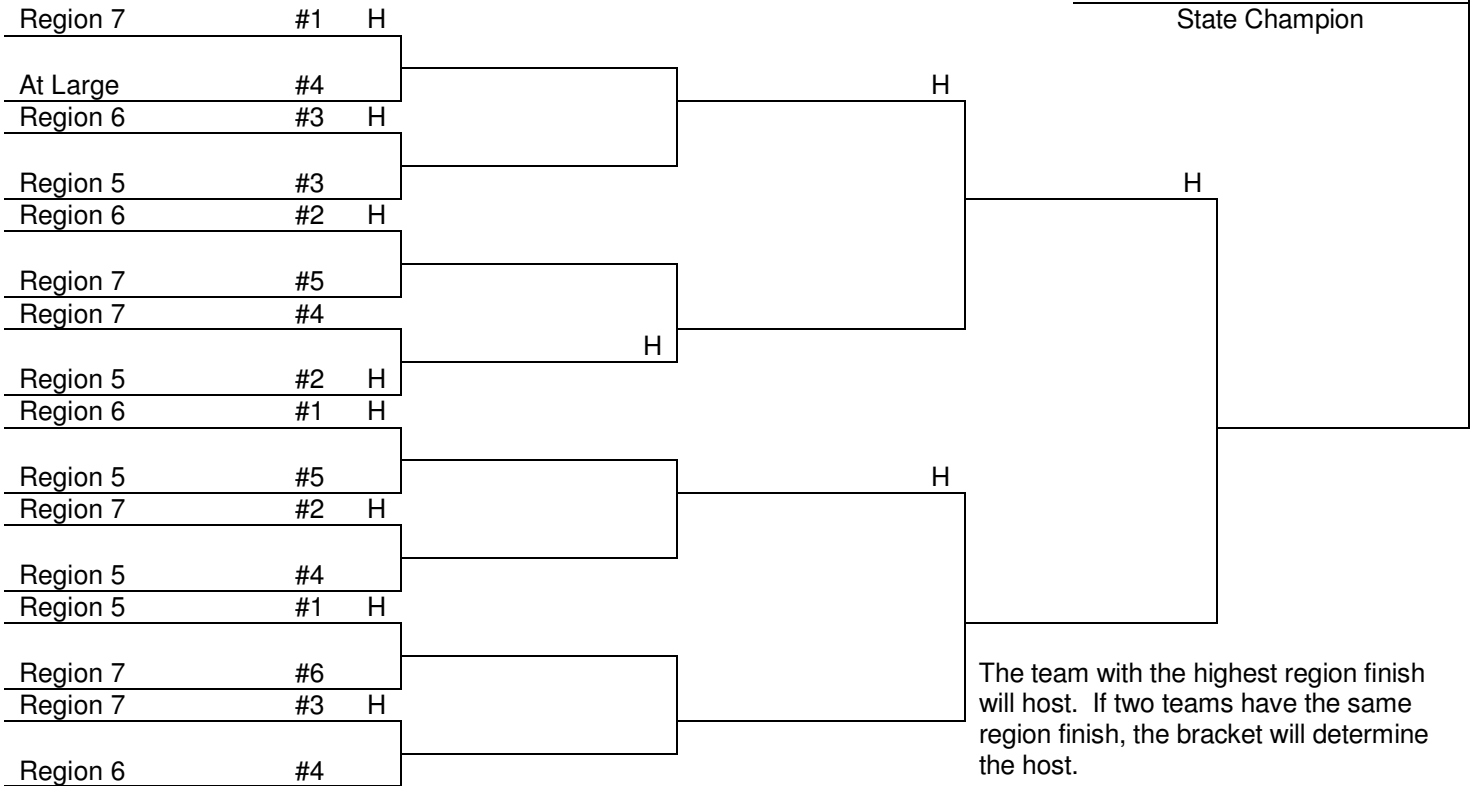 Region 7 #1 H
State Champion
At Large #4
H
Region 6 #3 H
Region 5 #3
H
Region 6 #2 H
Region 7 #5
Region 7 #4
H
Region 5 #2 H
Region 6 #1 H
Region 5 #5
H
Region 7 #2 H
Region 5 #4
Region 5 #1 H
Region 7 #6
Region 7 #3 H
Region 6 #4
The team with the highest region finish
will host. If two teams have the same
region finish, the bracket will determine
the host.